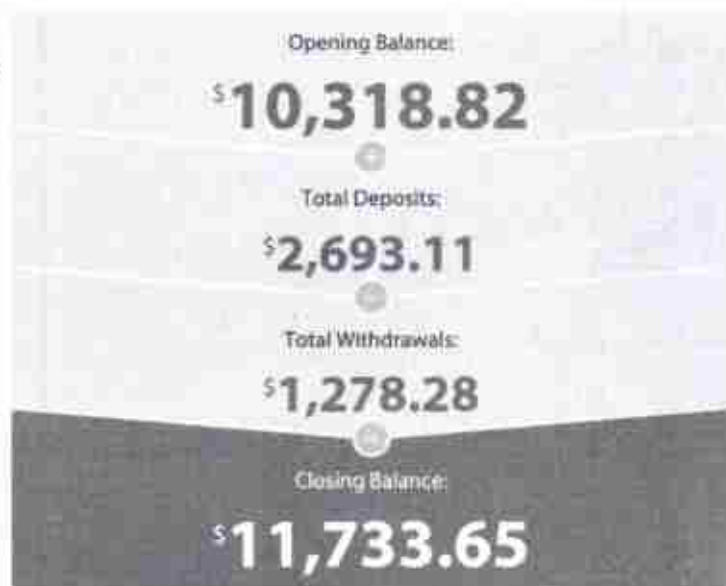 Opening Balance:
$10,318.82
+
Total Deposits:
$2,693.11
−
Total Withdrawals:
$1,278.28
=
Closing Balance:
$11,733.65